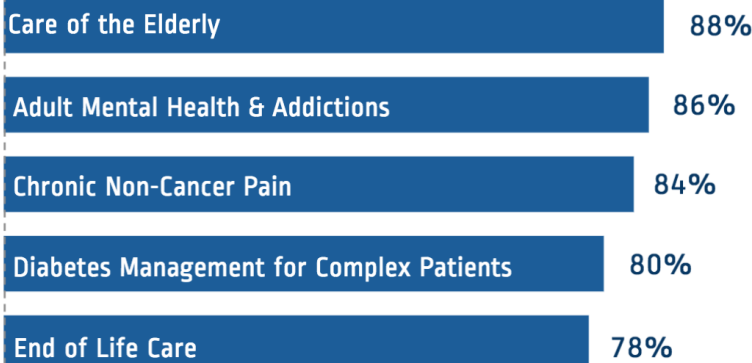 Care of the Elderly 88%
Adult Mental Health & Addictions 86%
Chronic Non-Cancer Pain 84%
Diabetes Management for Complex Patients 80%
End of Life Care 78%